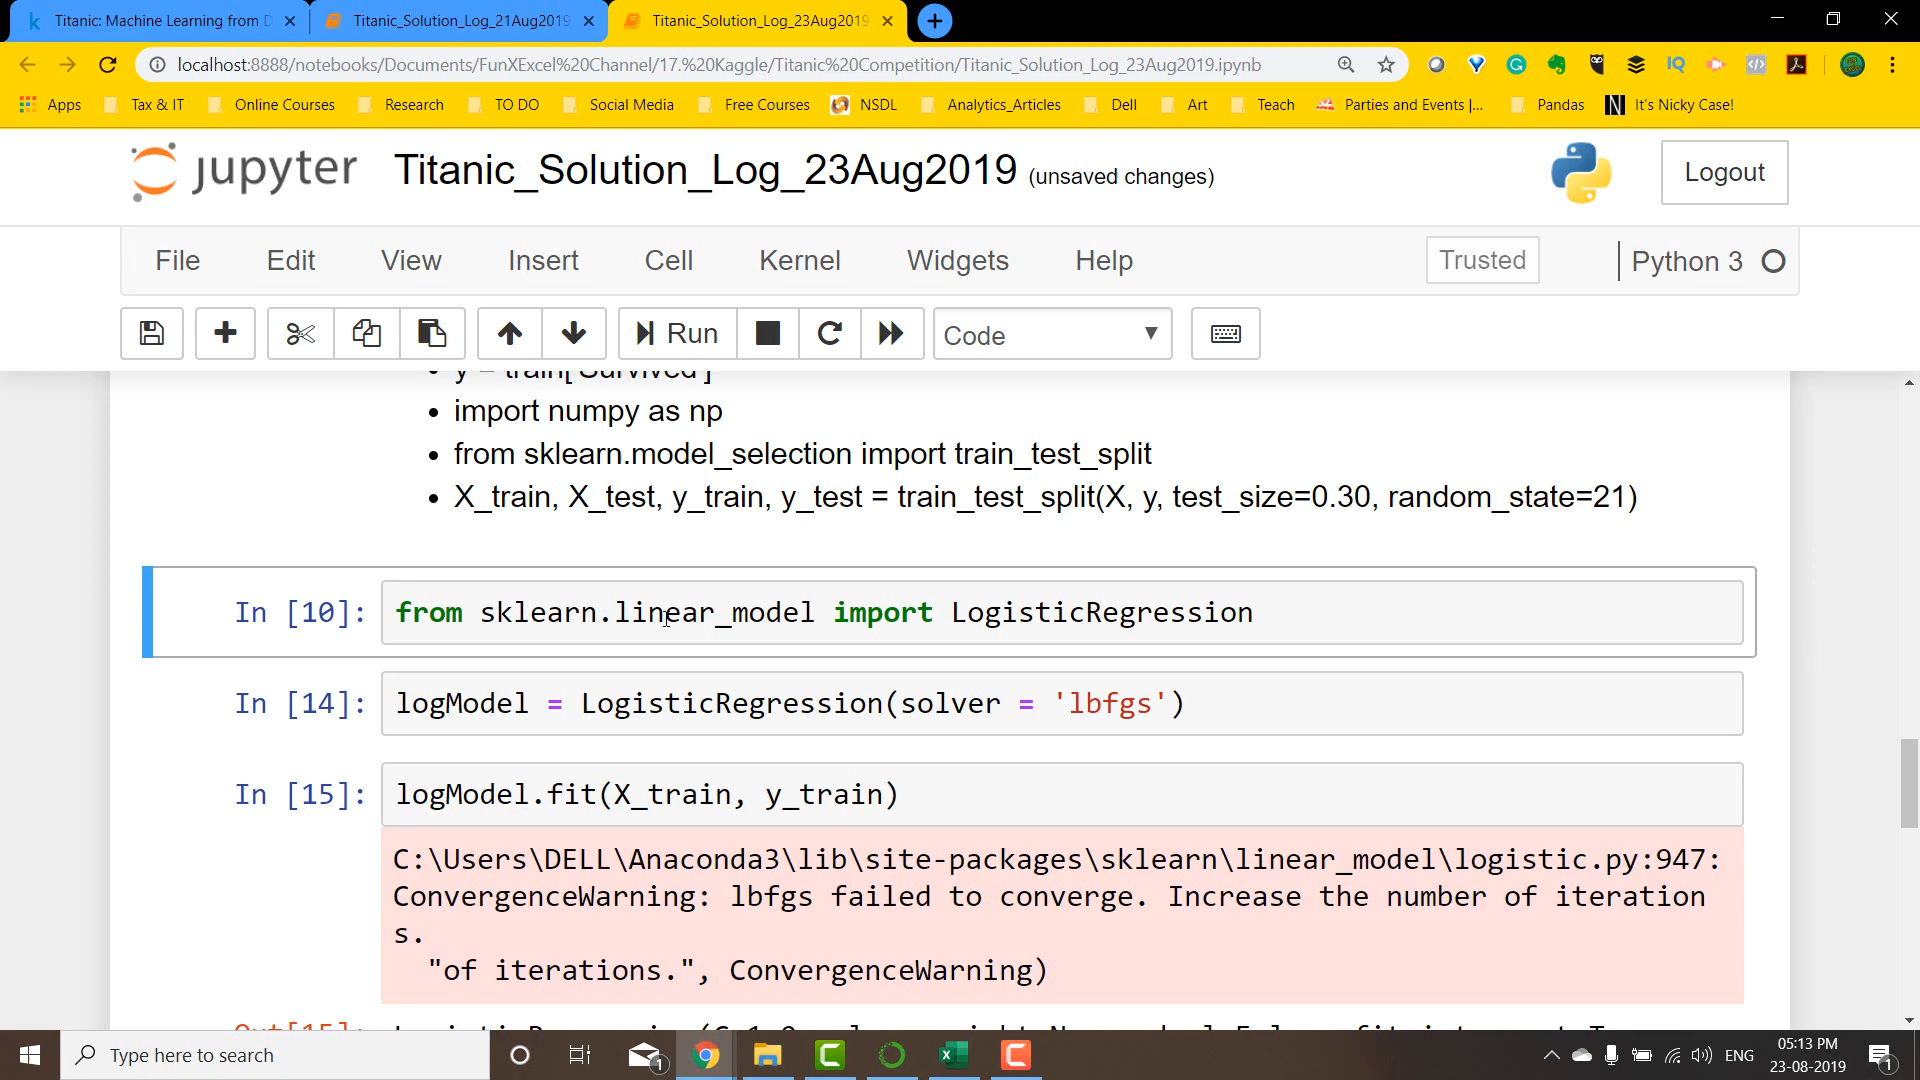 Titanic: Machine Learning from D
Titanic_Solution_Log_21Aug2019
Titanic_Solution_Log_23Aug2019
localhost:8888/notebooks/Documents/FunXExcel%20Channel/17.%20Kaggle/Titanic%20Competition/Titanic_Solution_Log_23Aug2019.ipynb
Apps Tax & IT Online Courses Research TO DO Social Media Free Courses NSDL Analytics_Articles Dell Art Teach Parties and Events |... Pandas It's Nicky Case!
jupyter Titanic_Solution_Log_23Aug2019 (unsaved changes) Logout
File Edit View Insert Cell Kernel Widgets Help Trusted Python 3
Run Code
• y = train['Survived']
• import numpy as np
• from sklearn.model_selection import train_test_split
• X_train, X_test, y_train, y_test = train_test_split(X, y, test_size=0.30, random_state=21)
In [10]: from sklearn.linear_model import LogisticRegression
In [14]: logModel = LogisticRegression(solver = 'lbfgs')
In [15]: logModel.fit(X_train, y_train)
C:\Users\DELL\Anaconda3\lib\site-packages\sklearn\linear_model\logistic.py:947:
ConvergenceWarning: lbfgs failed to converge. Increase the number of iteration
s.
"of iterations.", ConvergenceWarning)
Type here to search
ENG
05:13 PM
23-08-2019